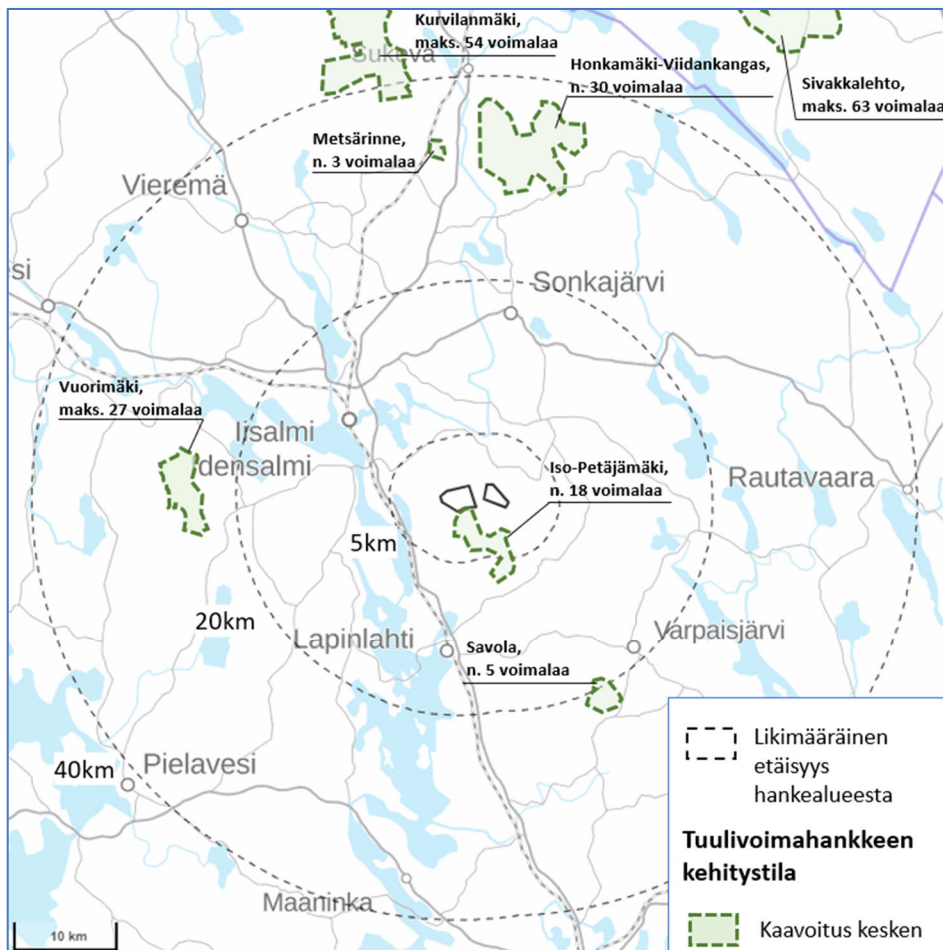 Kurvilanmäki,
maks. 54 voimalaa
Sukeva
Honkamäki-Viidankangas,
n. 30 voimalaa
Sivakkalehto,
maks. 63 voimalaa
Metsärinne,
n. 3 voimalaa
Vieremä
si
Sonkajärvi
Vuorimäki,
maks. 27 voimalaa
Iisalmi
densalmi
Iso-Petäjämäki,
n. 18 voimalaa
Rautavaara
5km
20km
Lapinlahti
Savola,
n. 5 voimalaa
Varpaisjärvi
40km
Pielavesi
Maaninka
10 km
Likimääräinen
etäisyys
hankealueesta
Tuulivoimahankkeen
kehitystila
Kaavoitus kesken